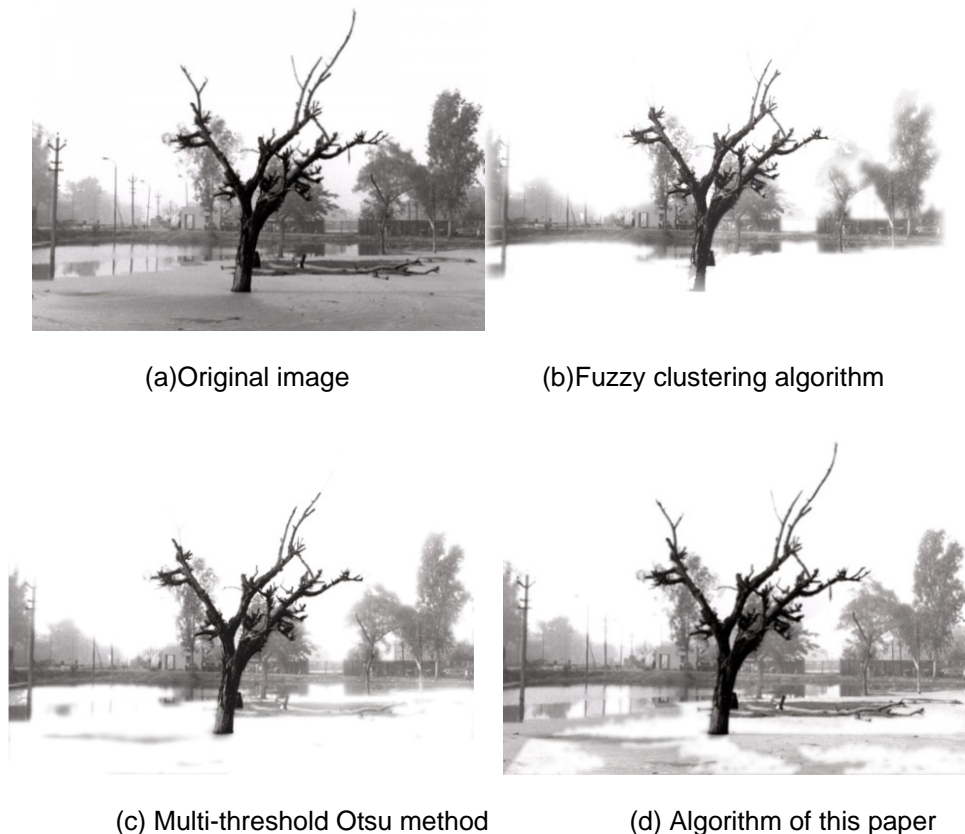 (a)Original image
(b)Fuzzy clustering algorithm
(c) Multi-threshold Otsu method
(d) Algorithm of this paper